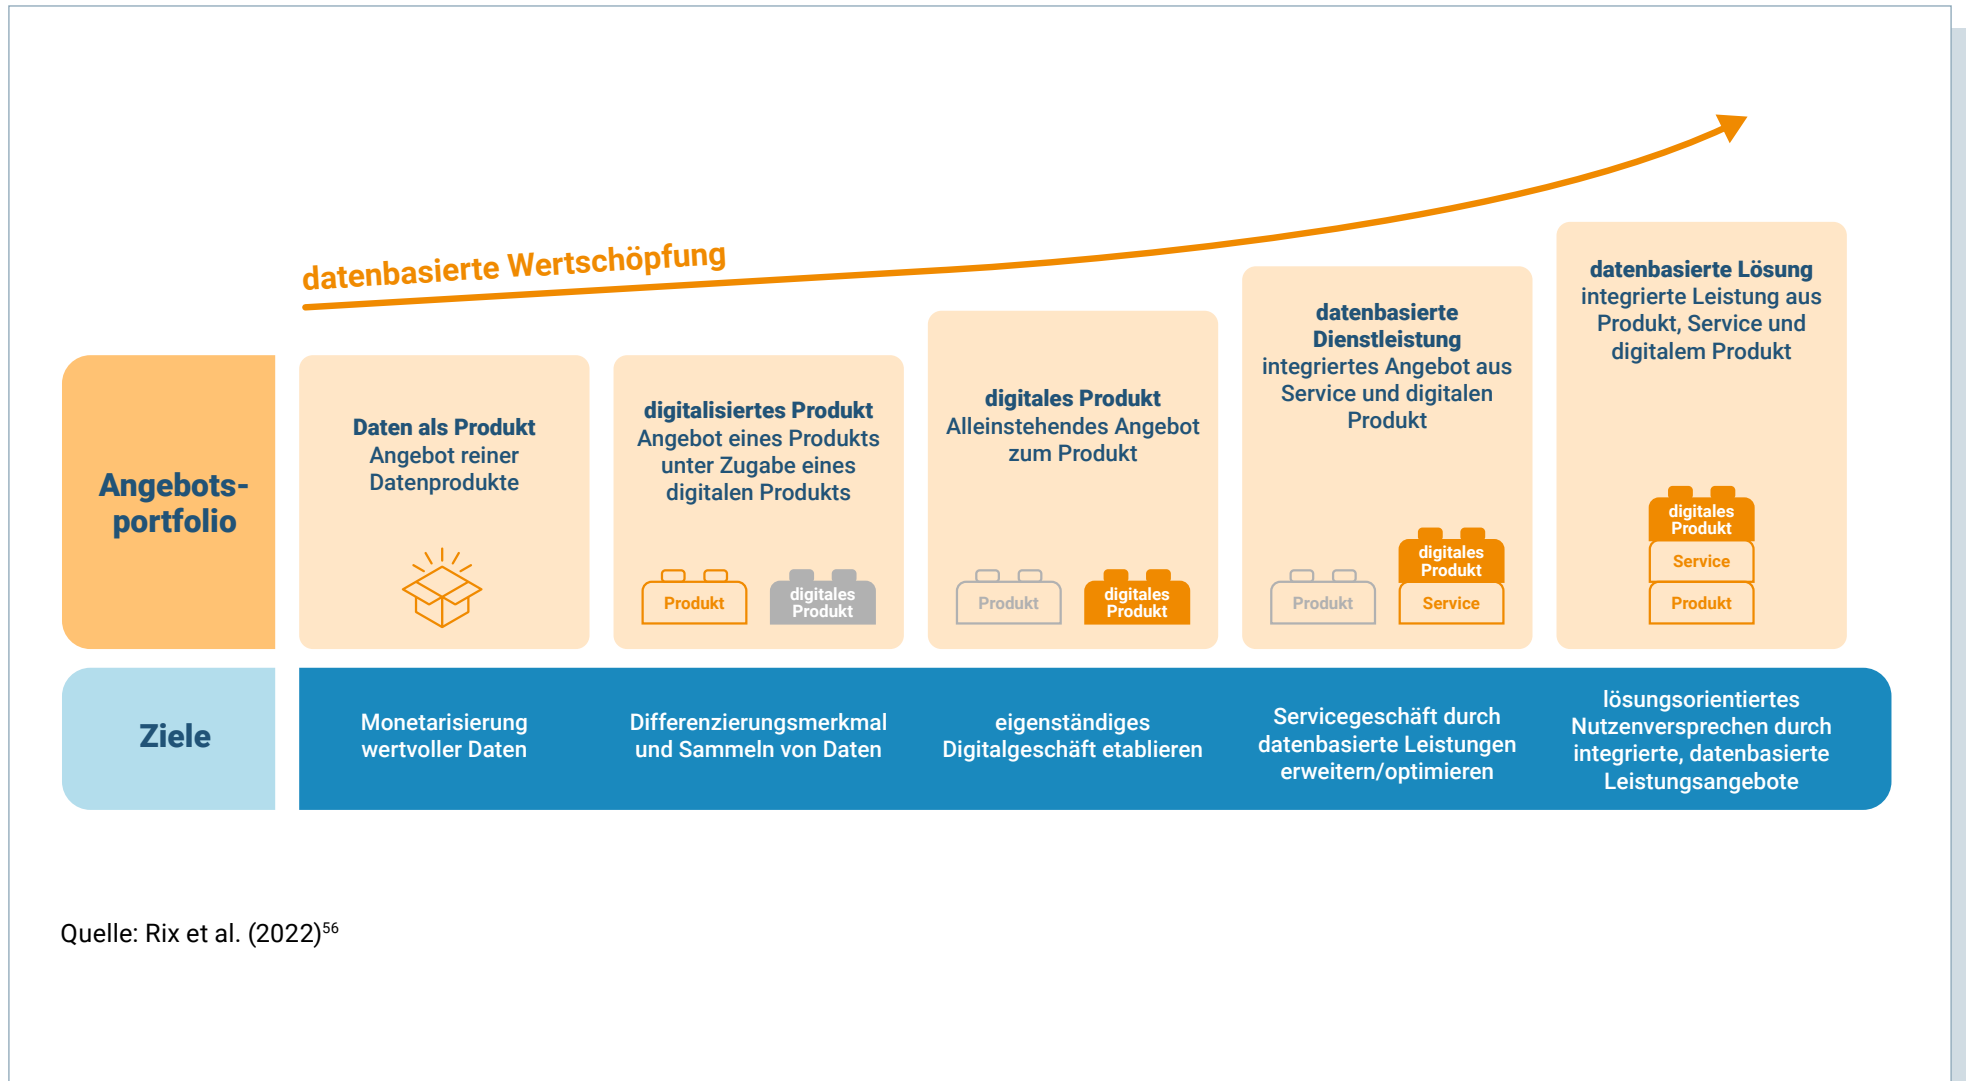 datenbasierte Wertschöpfung
Angebots-
portfolio
Daten als Produkt
Angebot reiner
Datenprodukte
digitalisiertes Produkt
Angebot eines Produkts
unter Zugabe eines
digitalen Produkts
Produkt
digitales
Produkt
digitales Produkt
Alleinstehendes Angebot
zum Produkt
Produkt
digitales
Produkt
datenbasierte
Dienstleistung
integriertes Angebot aus
Service und digitalen
Produkt
Produkt
digitales
Produkt
Service
datenbasierte Lösung
integrierte Leistung aus
Produkt, Service und
digitalem Produkt
digitales
Produkt
Service
Produkt
Ziele
Monetarisierung
wertvoller Daten
Differenzierungsmerkmal
und Sammeln von Daten
eigenständiges
Digitalgeschäft etablieren
Servicegeschäft durch
datenbasierte Leistungen
erweitern/optimieren
lösungsorientiertes
Nutzenversprechen durch
integrierte, datenbasierte
Leistungsangebote
Quelle: Rix et al. (2022)⁵⁶